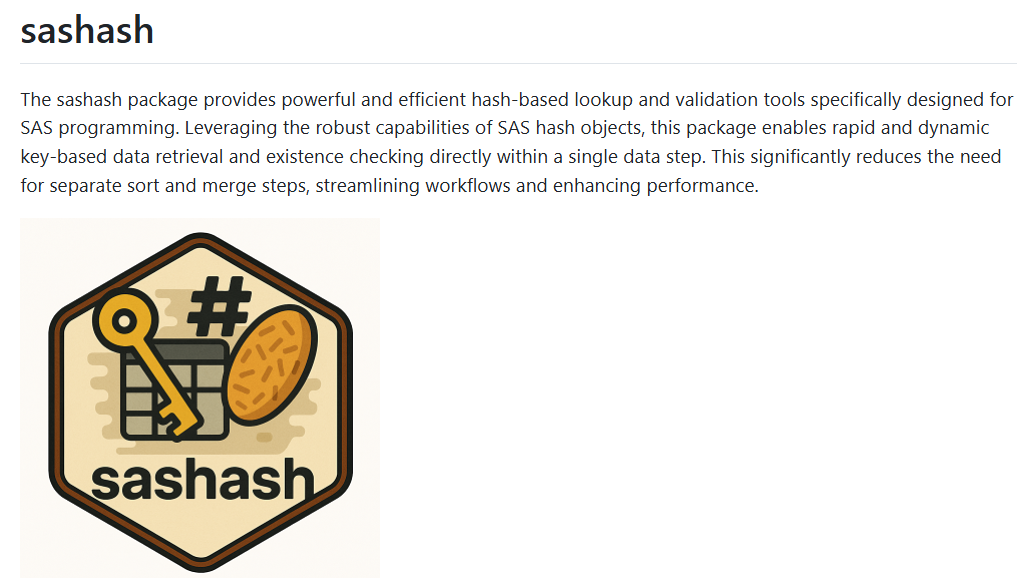 sashash
The sashash package provides powerful and efficient hash-based lookup and validation tools specifically designed for
SAS programming. Leveraging the robust capabilities of SAS hash objects, this package enables rapid and dynamic
key-based data retrieval and existence checking directly within a single data step. This significantly reduces the need
for separate sort and merge steps, streamlining workflows and enhancing performance.
#
sashash